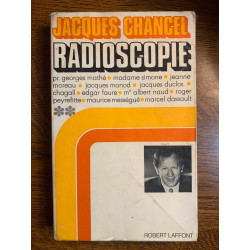 JACQUES CHANCEL
RADIOSCOPIE
pr. georges mathé • madame simone • jeanne
moreau • jacques monod • jacques duclos •
chagall • edgar faure • me albert naud • roger
peyrefitte • maurice mességué • marcel dassault
**
ROBERT LAFFONT